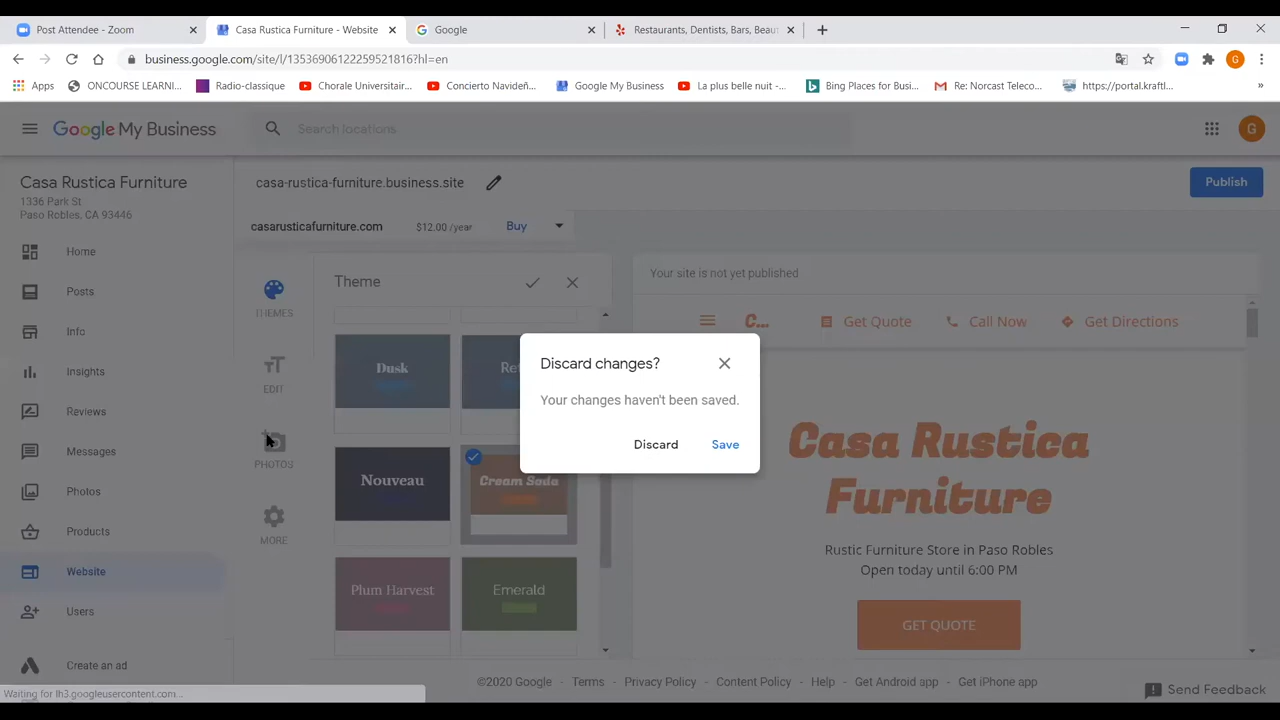 Post Attendee - Zoom
Casa Rustica Furniture - Website
Google
Restaurants, Dentists, Bars, Beaut
business.google.com/site/l/13536906122259521816?hl=en
Apps
ONCOURSE LEARNI...
Radio-classique
Chorale Unsersitaire...
Concierto Navideñ...
Google My Business
La plus belle nuit -...
Bing Places for Busi...
Re: Norcast Teleco...
https://portal.kraftl...
»
Google My Business
Search locations
G
Casa Rustica Furniture
1336 Park St
Paso Robles, CA 93446
Home
Posts
Info
Insights
Reviews
Messages
Photos
Products
Website
Users
Create an ad
casa-rustica-furniture.business.site
Publish
casarusticafurniture.com
$12.00 /year
Buy
THEMES
EDIT
PHOTOS
MORE
Theme
Dusk
Nouveau
Cream Soda
Plum Harvest
Emerald
Discard changes?
Your changes haven't been saved.
Discard
Save
Your site is not yet published
C...
Get Quote
Call Now
Get Directions
Casa Rustica
Furniture
Rustic Furniture Store in Paso Robles
Open today until 6:00 PM
GET QUOTE
Waiting for lh3.googleusercontent.com...
©2020 Google
Terms
Privacy Policy
Content Policy
Help
Get Android app
Get iPhone app
Send Feedback